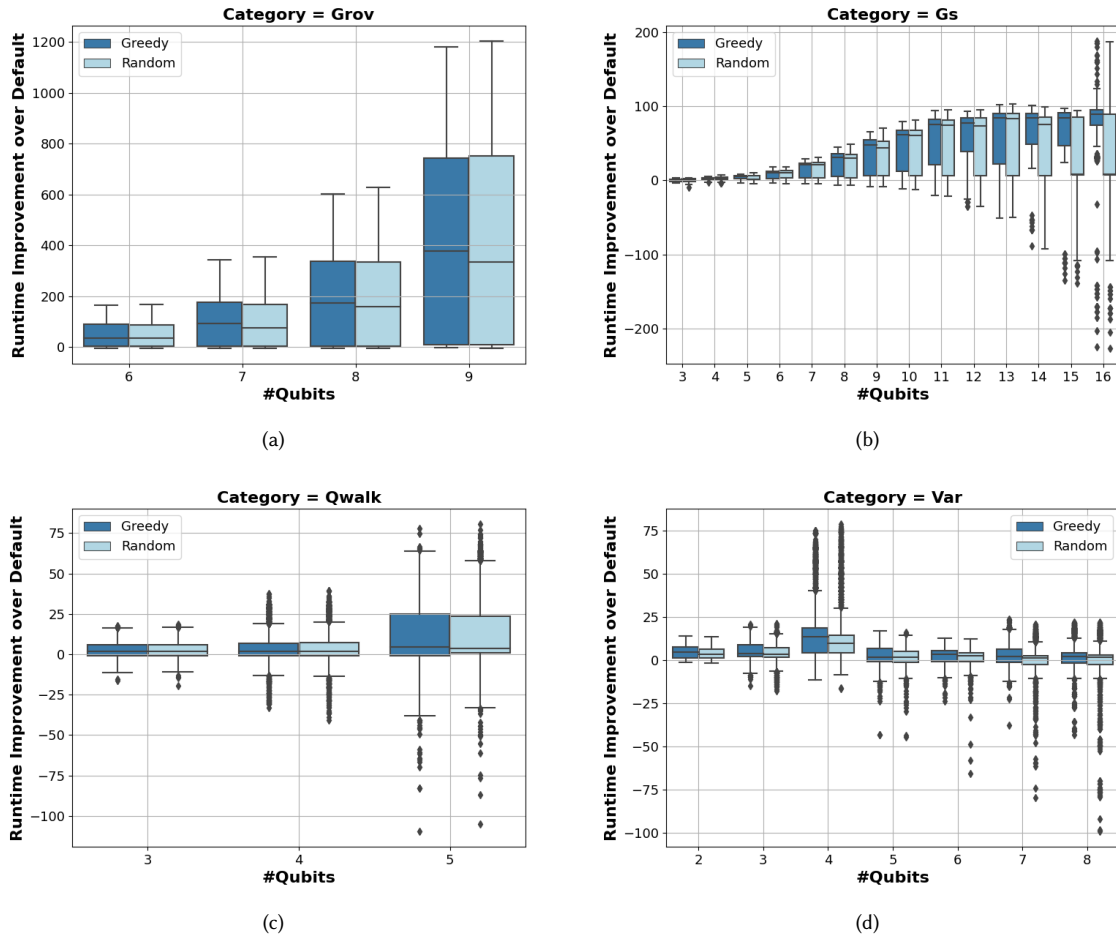 Category = Grov
Runtime Improvement over Default
Greedy
Random
1200
1000
800
600
400
200
0
6 7 8 9
#Qubits
(a)
Category = Gs
Runtime Improvement over Default
Greedy
Random
200
100
0
−100
−200
3 4 5 6 7 8 9 10 11 12 13 14 15 16
#Qubits
(b)
Category = Qwalk
Runtime Improvement over Default
Greedy
Random
75
50
25
0
−25
−50
−75
−100
3 4 5
#Qubits
(c)
Category = Var
Runtime Improvement over Default
Greedy
Random
75
50
25
0
−25
−50
−75
−100
2 3 4 5 6 7 8
#Qubits
(d)